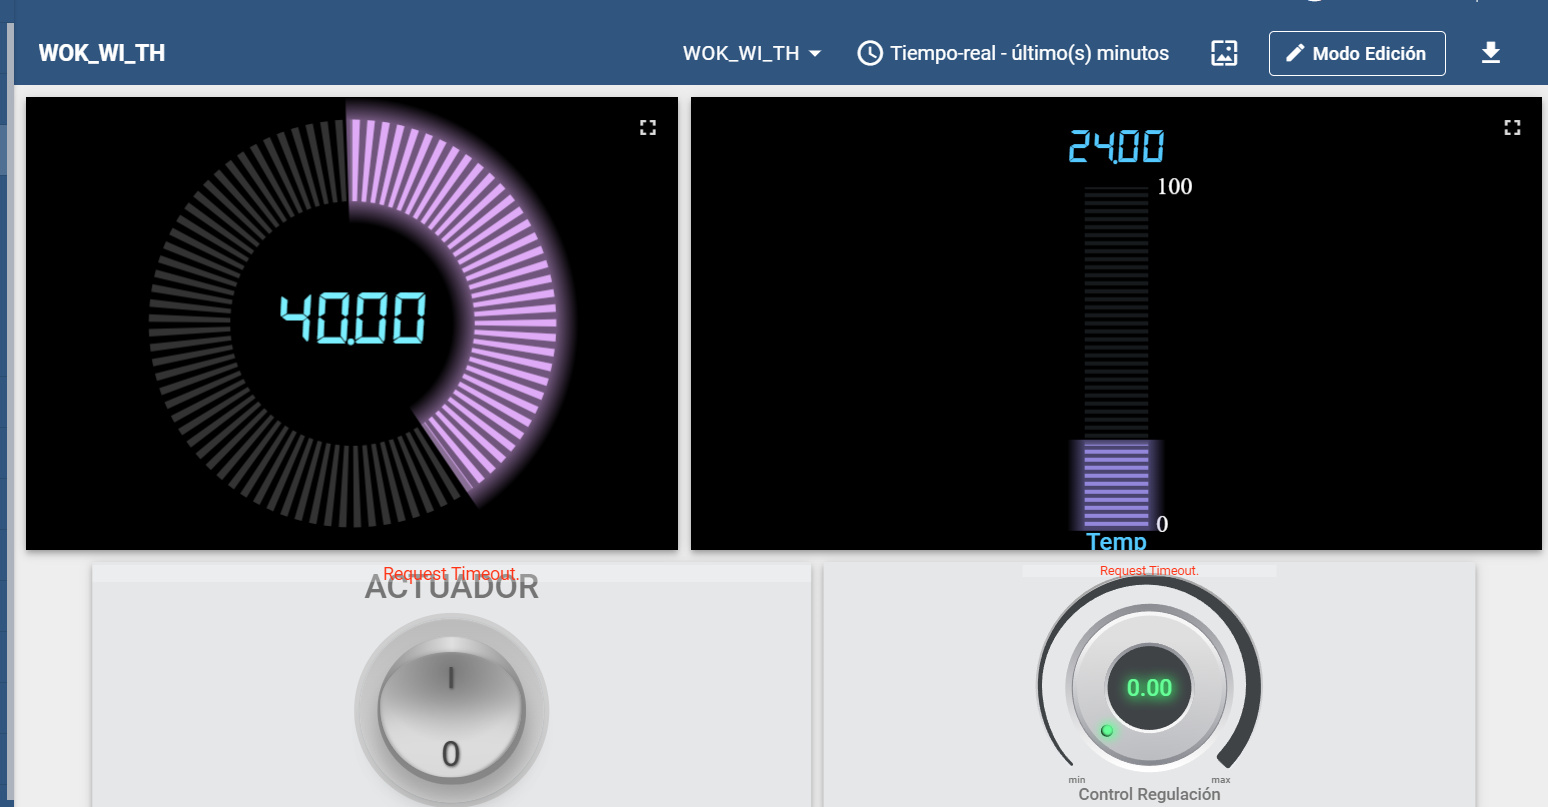 WOK_WI_TH
WOK_WI_TH
Tiempo-real - último(s) minutos
Modo Edición
40.00
24.00
100
0
Temp
Request Timeout.
ACTUADOR
I
0
Request Timeout.
0.00
min
max
Control Regulación